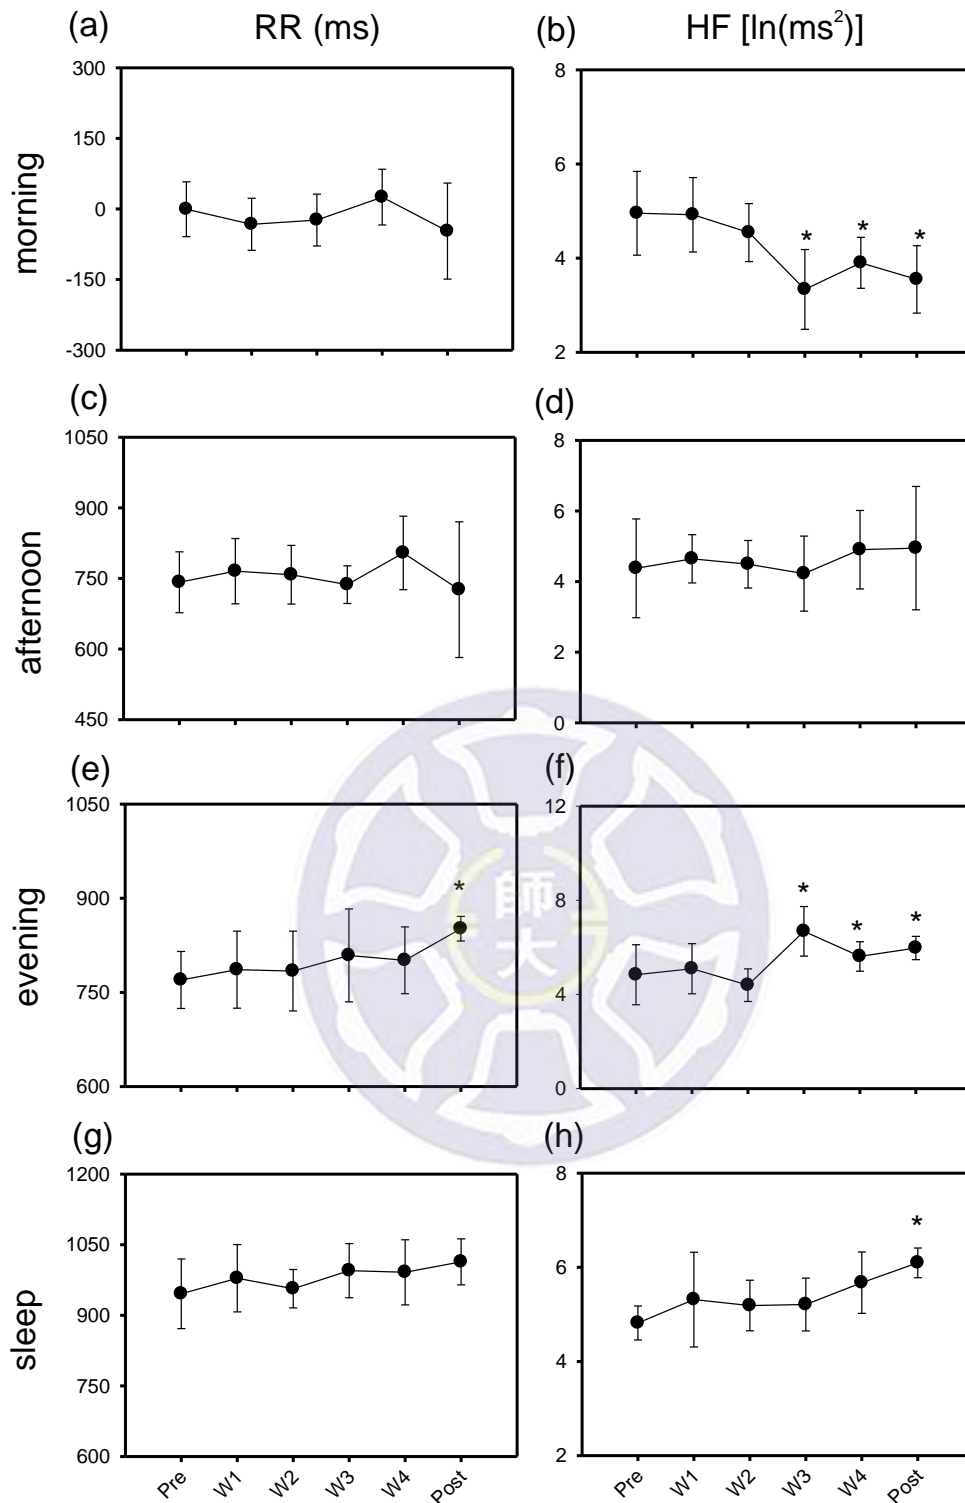 (a) RR (ms) (b) HF [ln(ms²)]
morning
300
150
0
-150
-300
8
6
4
2
* * *
(c) (d)
afternoon
1050
900
750
600
450
8
6
4
2
0
(e) (f)
evening
1050
900
750
600
*
12
8
4
0
* * *
師
大
(g) (h)
sleep
1200
1050
900
750
600
8
6
4
2
*
Pre W1 W2 W3 W4 Post
Pre W1 W2 W3 W4 Post